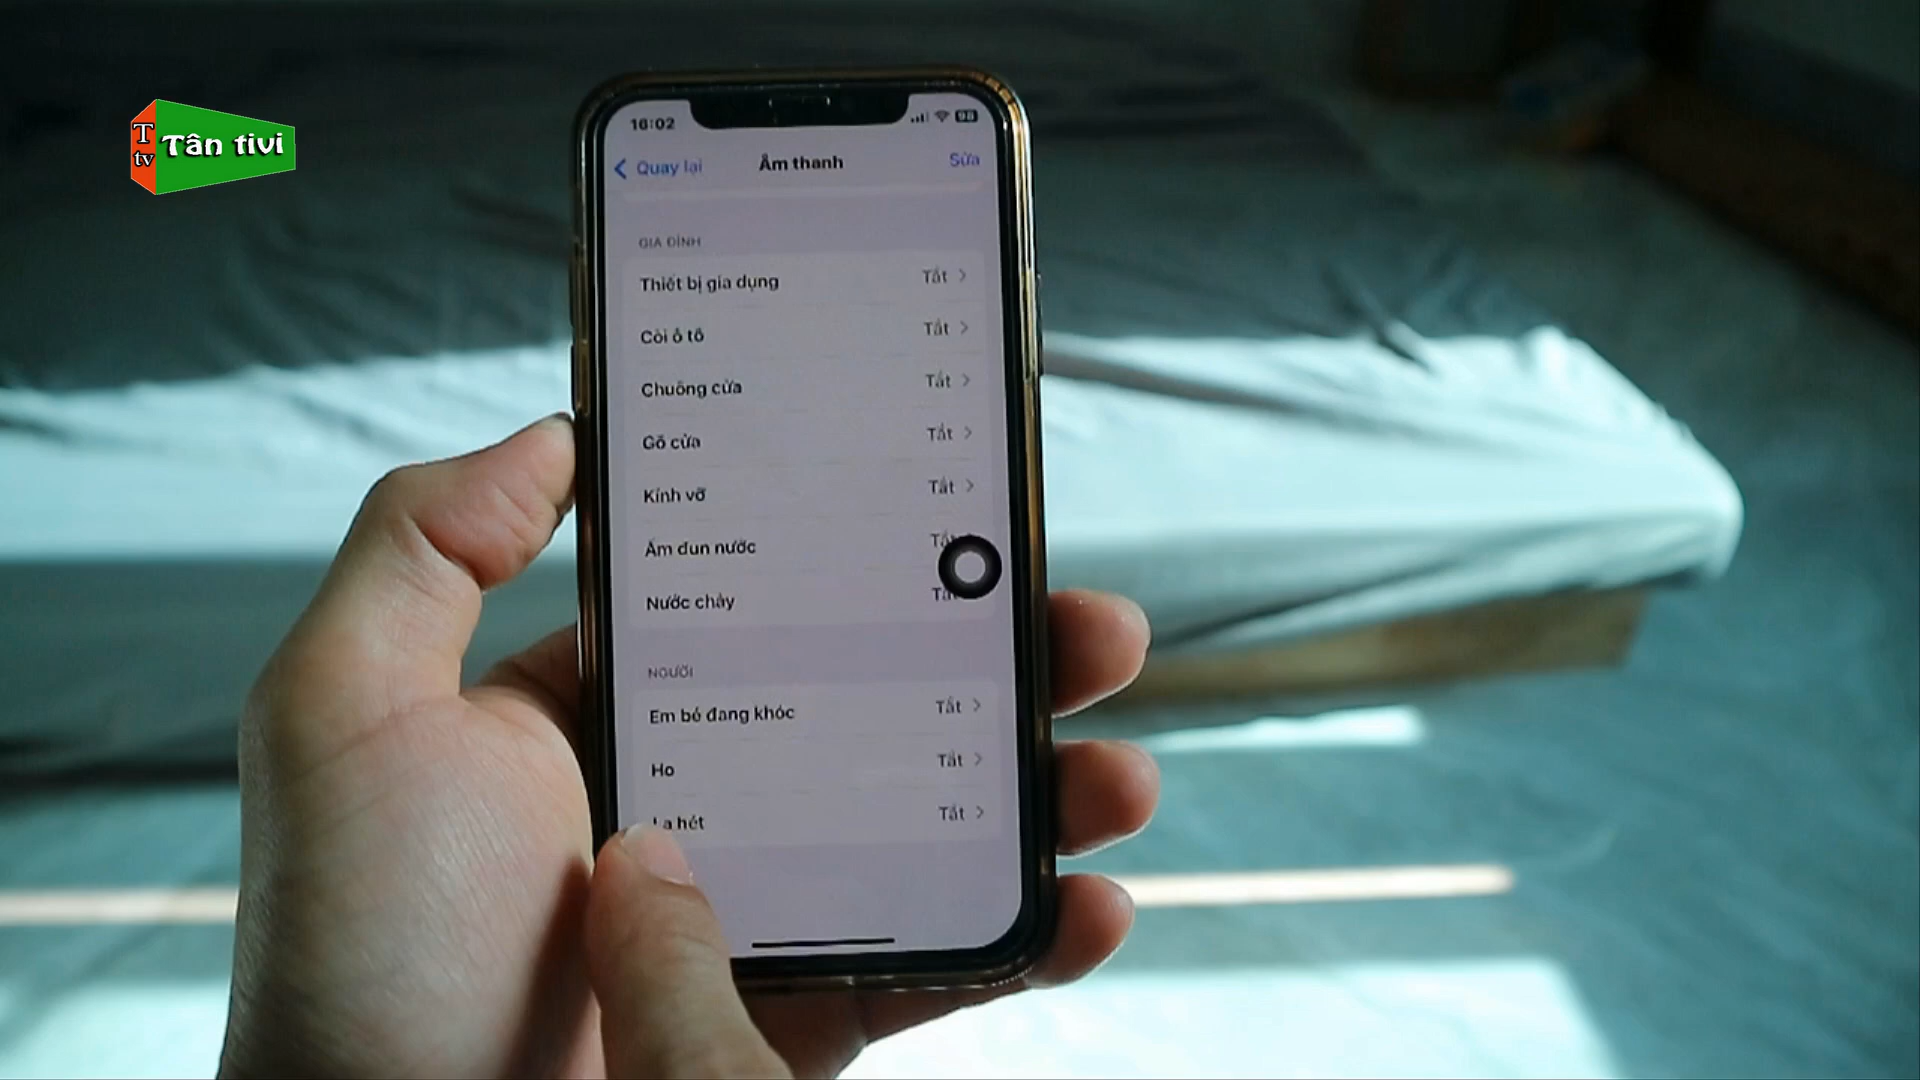 T
tv
Tân tivi
16:02
98
Quay lại
Âm thanh
Sửa
GIA ĐÌNH
Thiết bị gia dụng Tắt
Còi ô tô Tắt
Chuông cửa Tắt
Gõ cửa Tắt
Kính vỡ Tắt
Ấm đun nước
Nước chảy
NGƯỜI
Em bé đang khóc Tắt
Ho Tắt
La hét Tắt